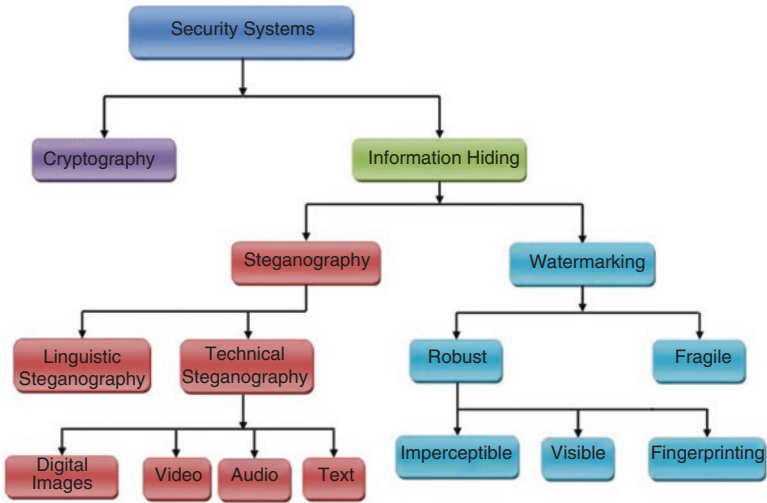 Security Systems
Cryptography
Information Hiding
Steganography
Watermarking
Linguistic
Steganography
Technical
Steganography
Robust
Fragile
Digital
Images
Video
Audio
Text
Imperceptible
Visible
Fingerprinting